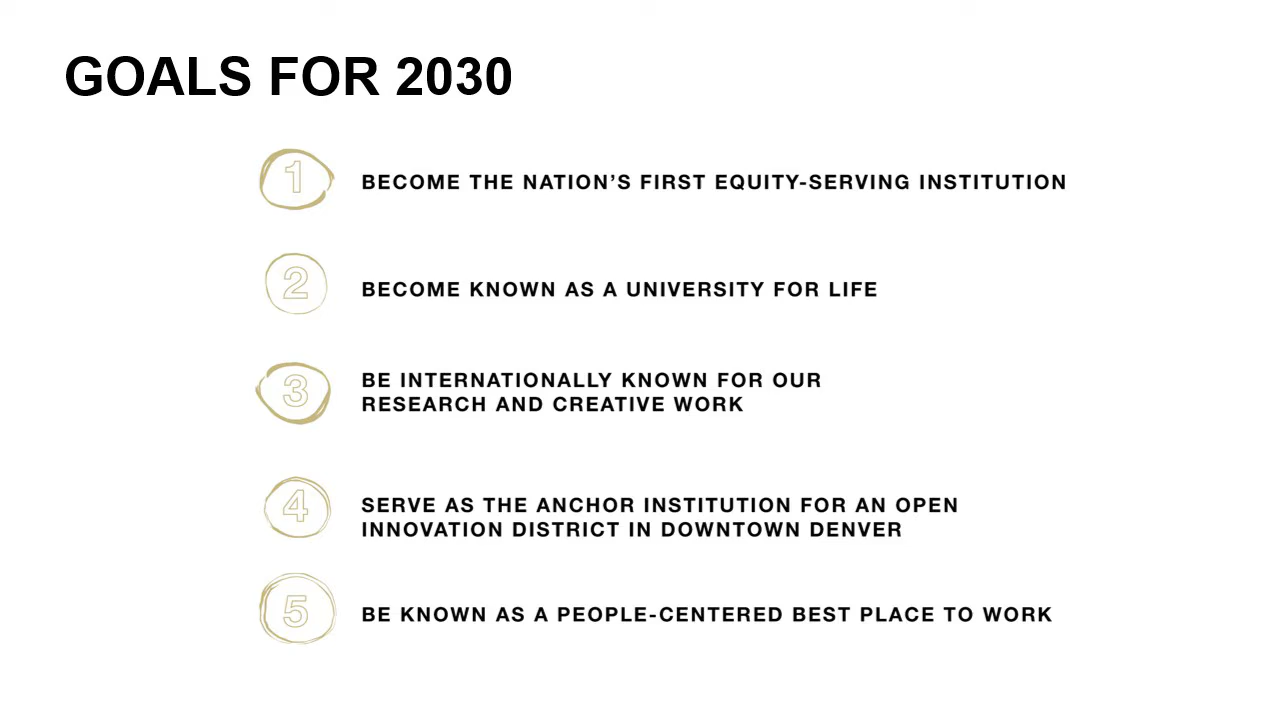 GOALS FOR 2030
1
BECOME THE NATION’S FIRST EQUITY-SERVING INSTITUTION
2
BECOME KNOWN AS A UNIVERSITY FOR LIFE
3
BE INTERNATIONALLY KNOWN FOR OUR
RESEARCH AND CREATIVE WORK
4
SERVE AS THE ANCHOR INSTITUTION FOR AN OPEN
INNOVATION DISTRICT IN DOWNTOWN DENVER
5
BE KNOWN AS A PEOPLE-CENTERED BEST PLACE TO WORK